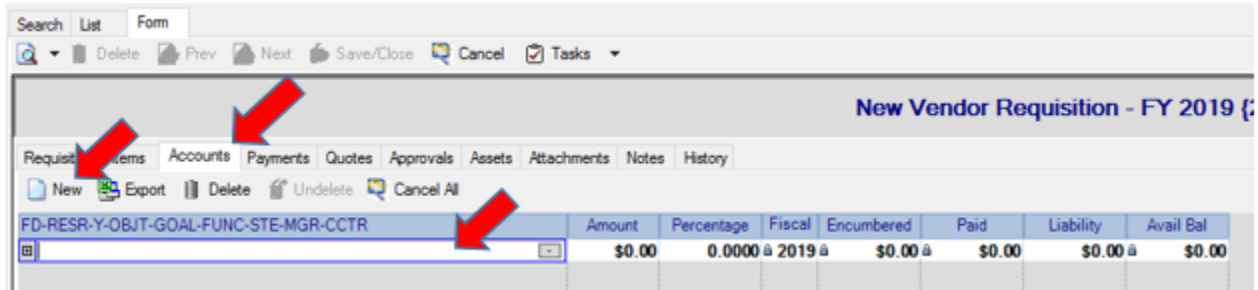 Search List Form
Delete Prev Next Save/Close Cancel Tasks
New Vendor Requisition - FY 2019 {2
Accounts Payments Quotes Approvals Assets Attachments Notes History
New Export Delete Undelete Cancel All
FD-RESR-Y-OBJT-GOAL-FUNC-STE-MGR-CCTR Amount Percentage Fiscal Encumbered Paid Liability Avail Bal
$0.00 0.0000 2019 $0.00 $0.00 $0.00 $0.00